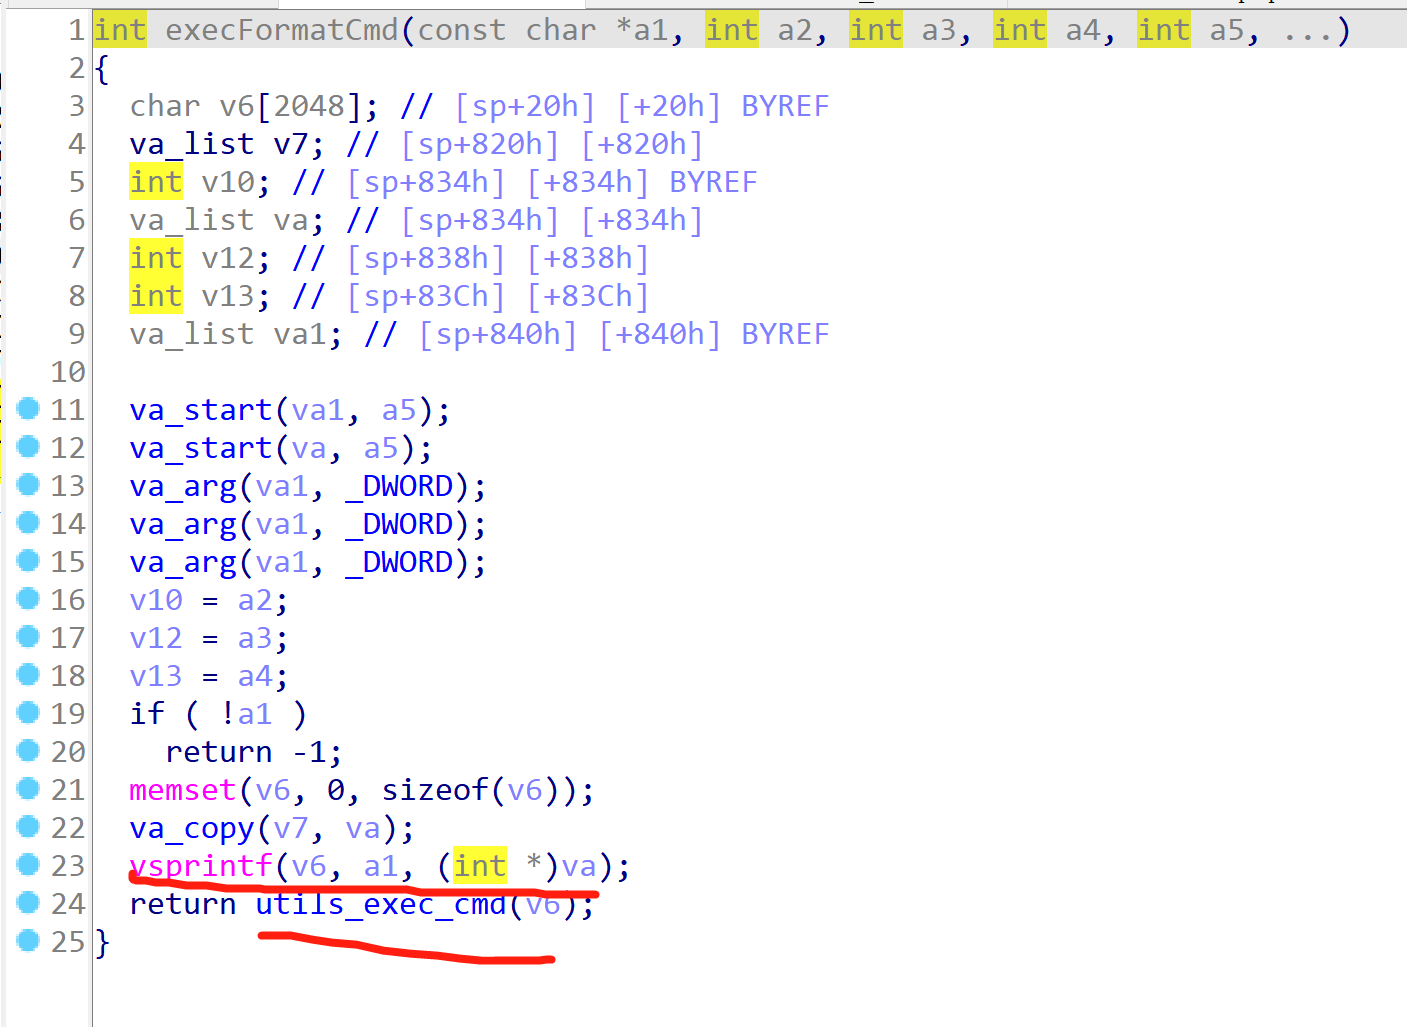 1 int execFormatCmd(const char *a1, int a2, int a3, int a4, int a5, ...)
2 {
3   char v6[2048]; // [sp+20h] [+20h] BYREF
4   va_list v7; // [sp+820h] [+820h]
5   int v10; // [sp+834h] [+834h] BYREF
6   va_list va; // [sp+834h] [+834h]
7   int v12; // [sp+838h] [+838h]
8   int v13; // [sp+83Ch] [+83Ch]
9   va_list va1; // [sp+840h] [+840h] BYREF
10
11   va_start(va1, a5);
12   va_start(va, a5);
13   va_arg(va1, _DWORD);
14   va_arg(va1, _DWORD);
15   va_arg(va1, _DWORD);
16   v10 = a2;
17   v12 = a3;
18   v13 = a4;
19   if ( !a1 )
20     return -1;
21   memset(v6, 0, sizeof(v6));
22   va_copy(v7, va);
23   vsprintf(v6, a1, (int *)va);
24   return utils_exec_cmd(v6);
25 }